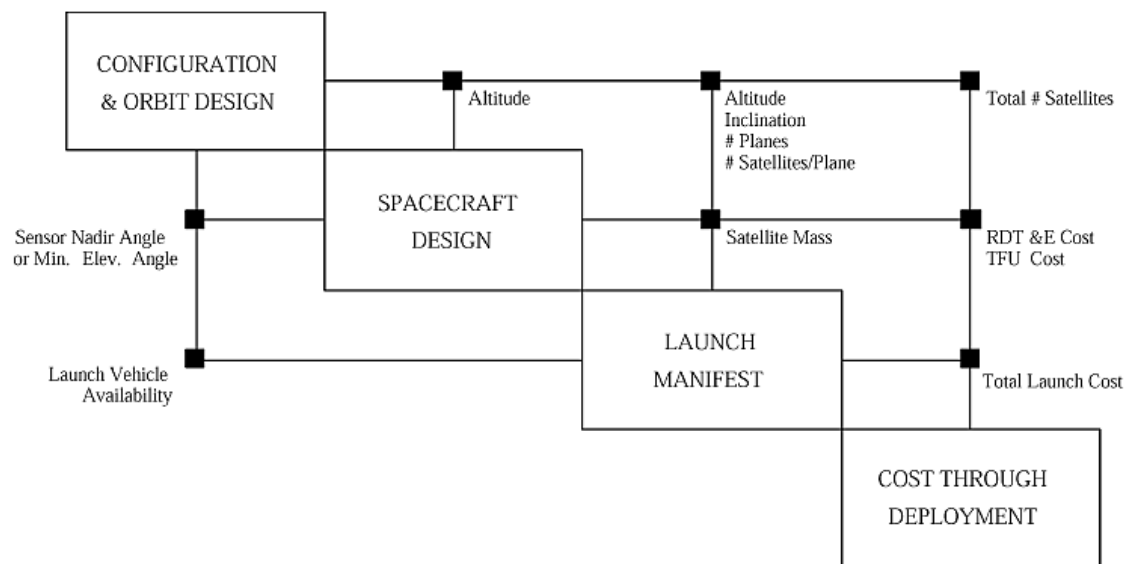 CONFIGURATION
& ORBIT DESIGN
Altitude
Altitude
Inclination
# Planes
# Satellites/Plane
Total # Satellites
SPACECRAFT
DESIGN
Sensor Nadir Angle
or Min. Elev. Angle
Satellite Mass
RDT &E Cost
TFU Cost
LAUNCH
MANIFEST
Launch Vehicle
Availability
Total Launch Cost
COST THROUGH
DEPLOYMENT